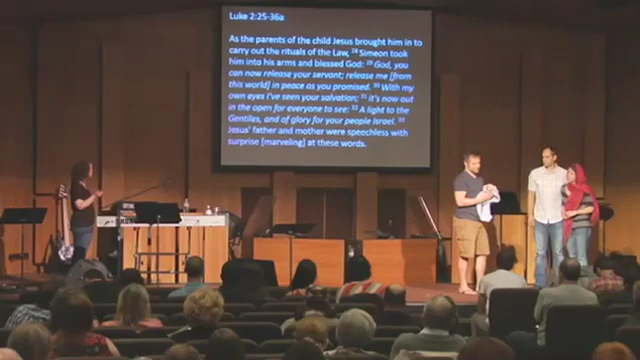 Luke 2:25-36a
As the parents of the child Jesus brought him in to
carry out the rituals of the Law, 28 Simeon took
him into his arms and blessed God: 29 God, you
can now release your servant; release me [from
this world] in peace as you promised. 30 With my
own eyes i've seen your salvation; 31 it's now out
in the open for everyone to see: 32 A light to the
Gentiles, and of glory for your people Israel. 33
Jesus' father and mother were speechless with
surprise [marveling] at these words.